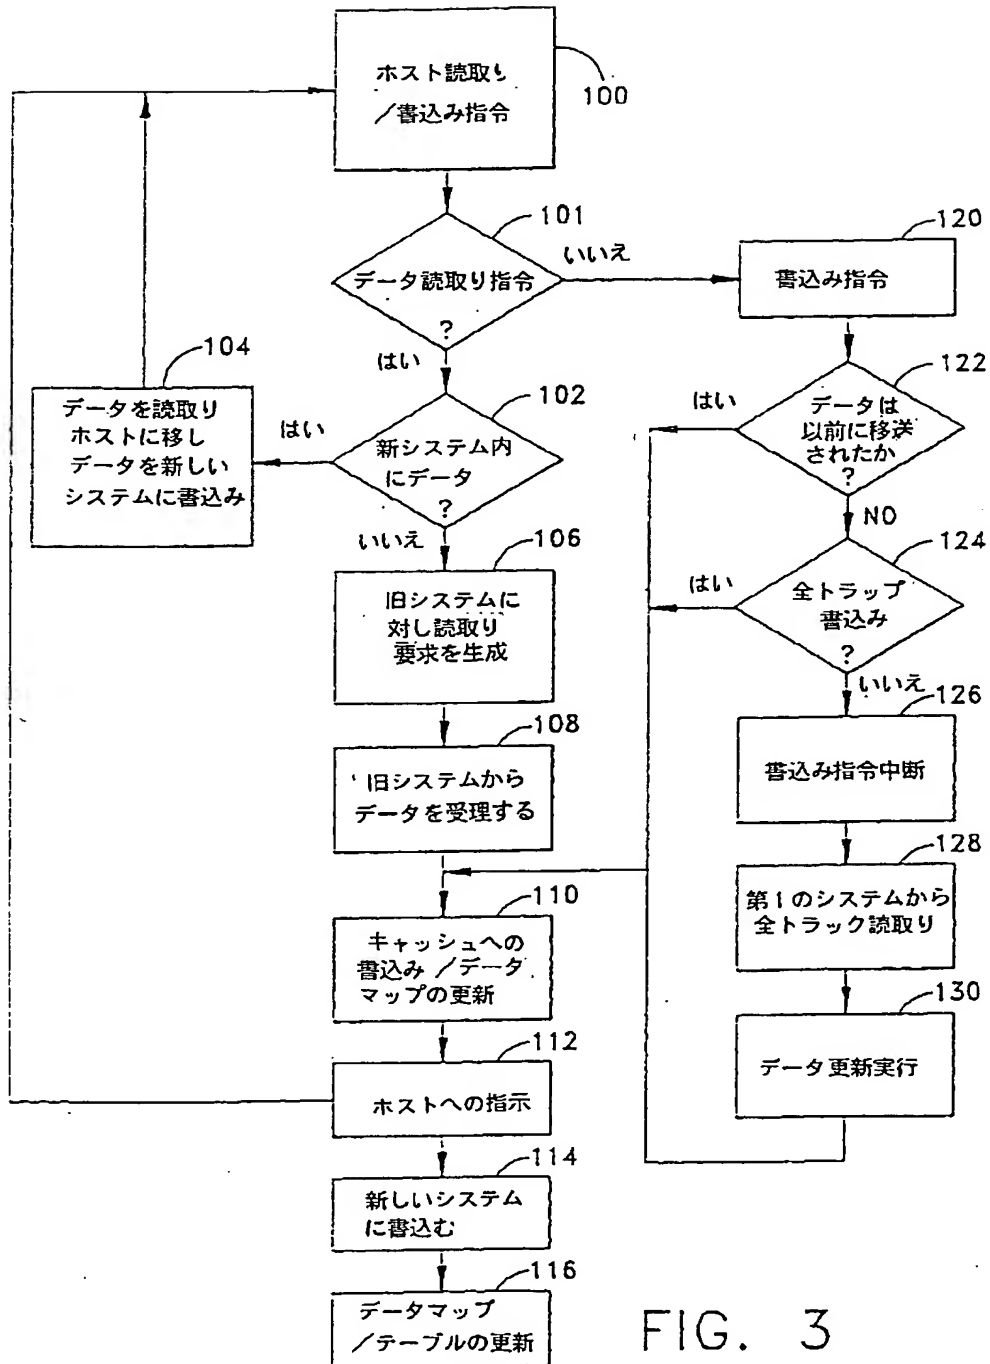 ホスト読取り
／書込み指令
100
データ読取り指令
?
101
いいえ
はい
書込み指令
120
データは
以前に移送
されたか
?
122
はい
NO
新システム内
にデータ
?
102
はい
いいえ
データを読取り
ホストに移し
データを新しい
システムに書込み
104
全トラップ
書込み
?
124
はい
いいえ
旧システムに
対し読取り
要求を生成
106
書込み指令中断
126
旧システムから
データを受理する
108
第1のシステムから
全トラック読取り
128
キャッシュへの
書込み／データ
マップの更新
110
データ更新実行
130
ホストへの指示
112
新しいシステム
に書込む
114
データマップ
／テーブルの更新
116
FIG. 3